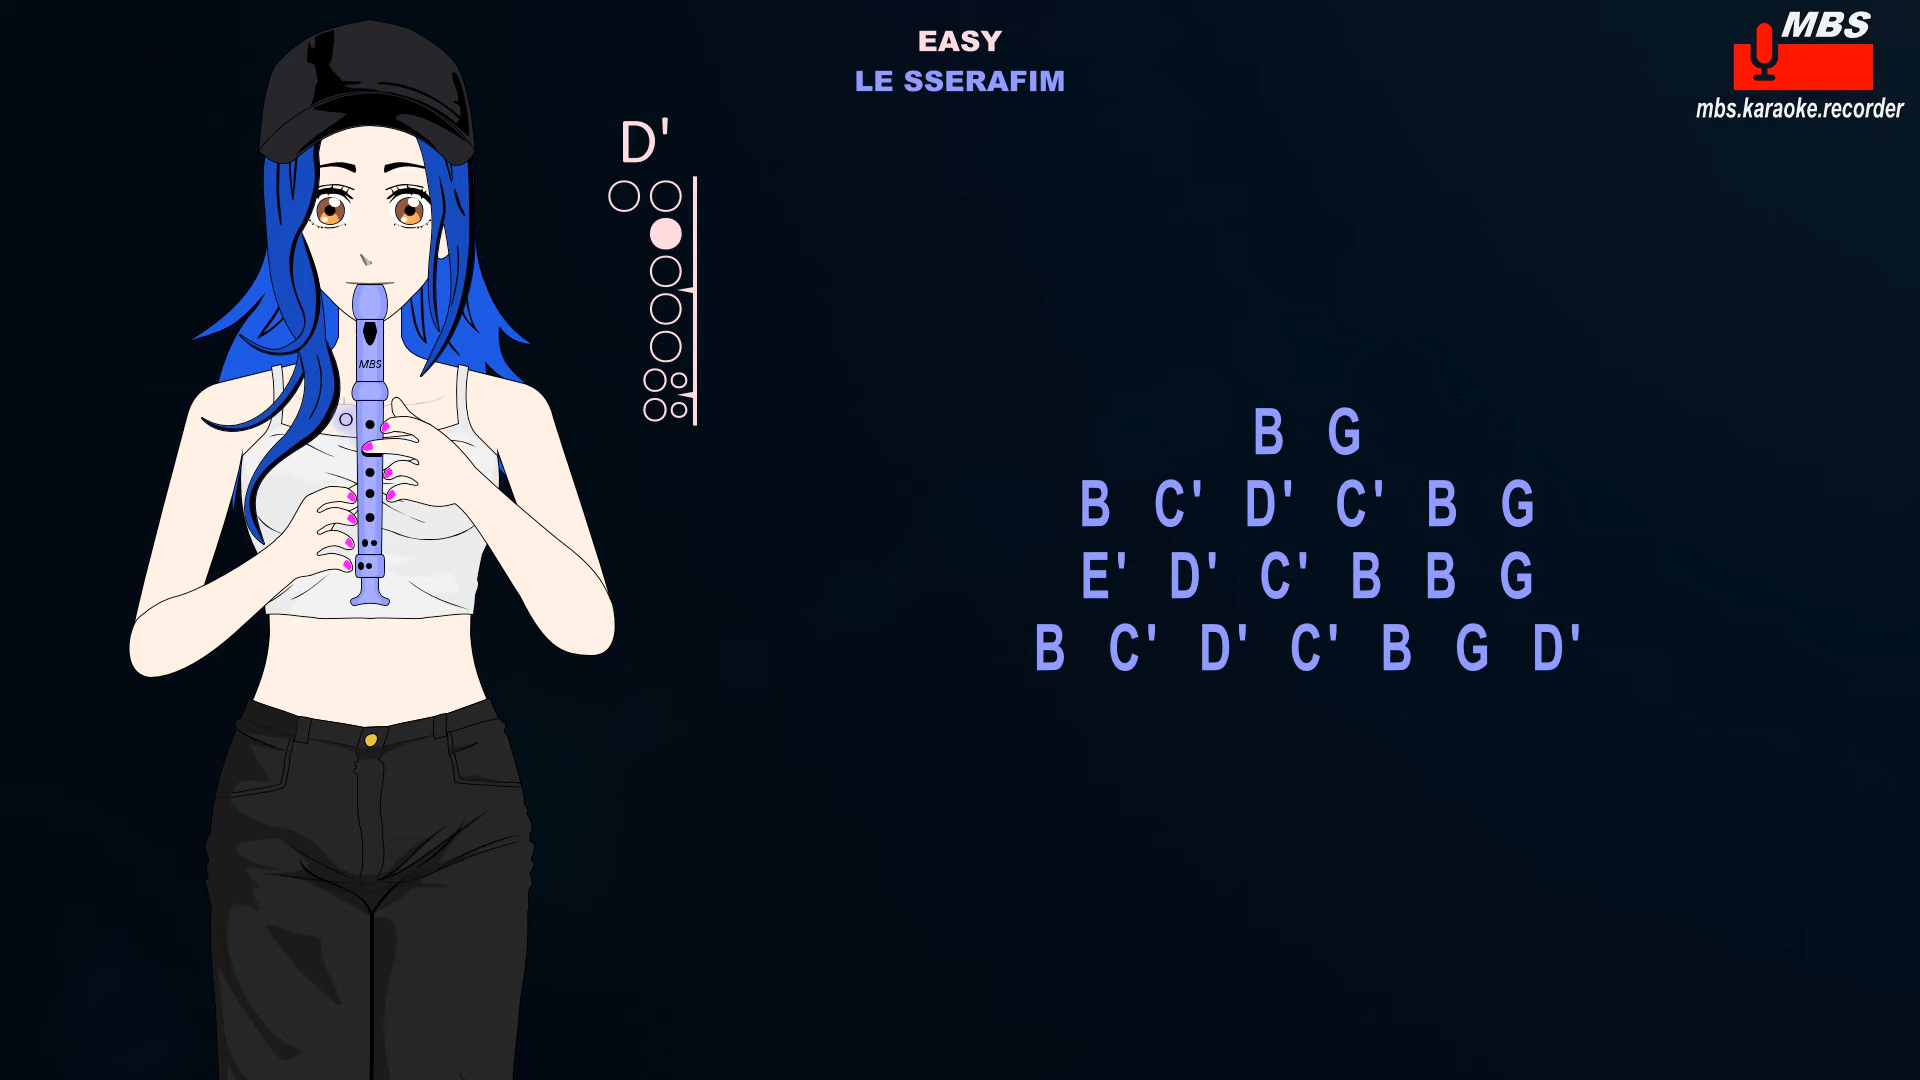 EASY
LE SSERAFIM
MBS
mbs.karaoke.recorder
D'
MBS
B G
B C' D' C' B G
E' D' C' B B G
B C' D' C' B G D'